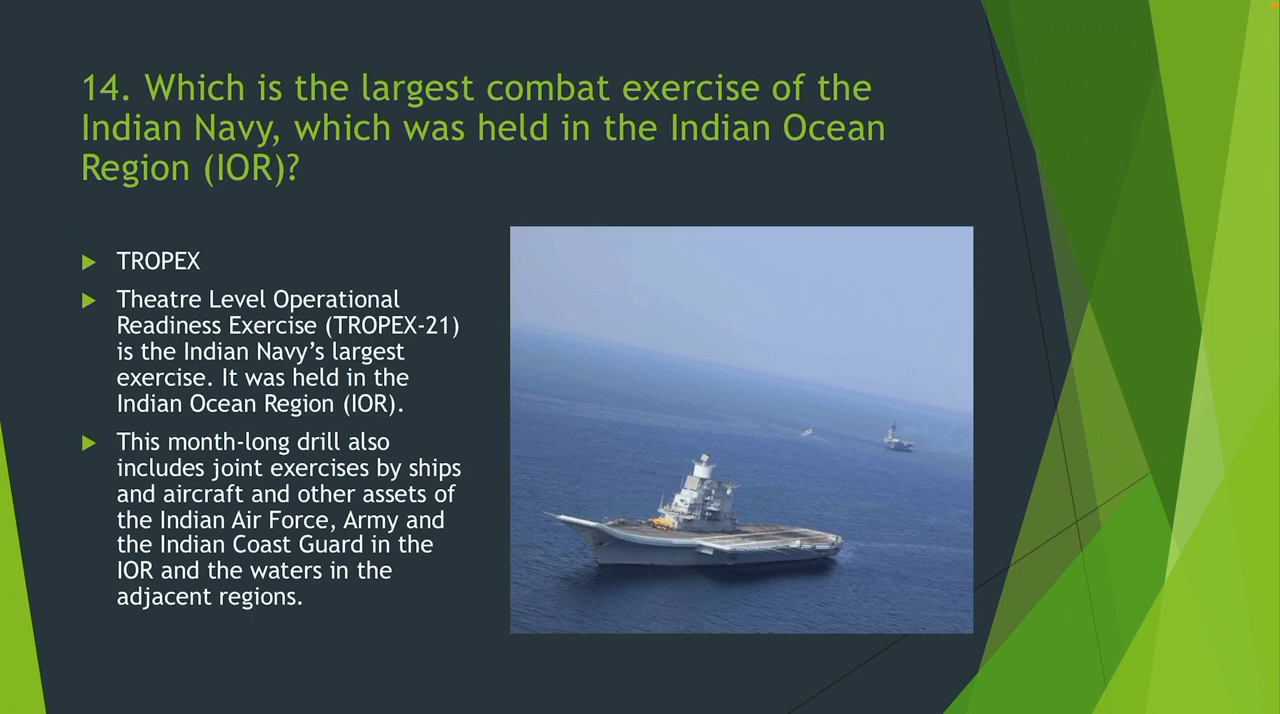 14. Which is the largest combat exercise of the
Indian Navy, which was held in the Indian Ocean
Region (IOR)?
TROPEX
Theatre Level Operational
Readiness Exercise (TROPEX-21)
is the Indian Navy’s largest
exercise. It was held in the
Indian Ocean Region (IOR).
This month-long drill also
includes joint exercises by ships
and aircraft and other assets of
the Indian Air Force, Army and
the Indian Coast Guard in the
IOR and the waters in the
adjacent regions.